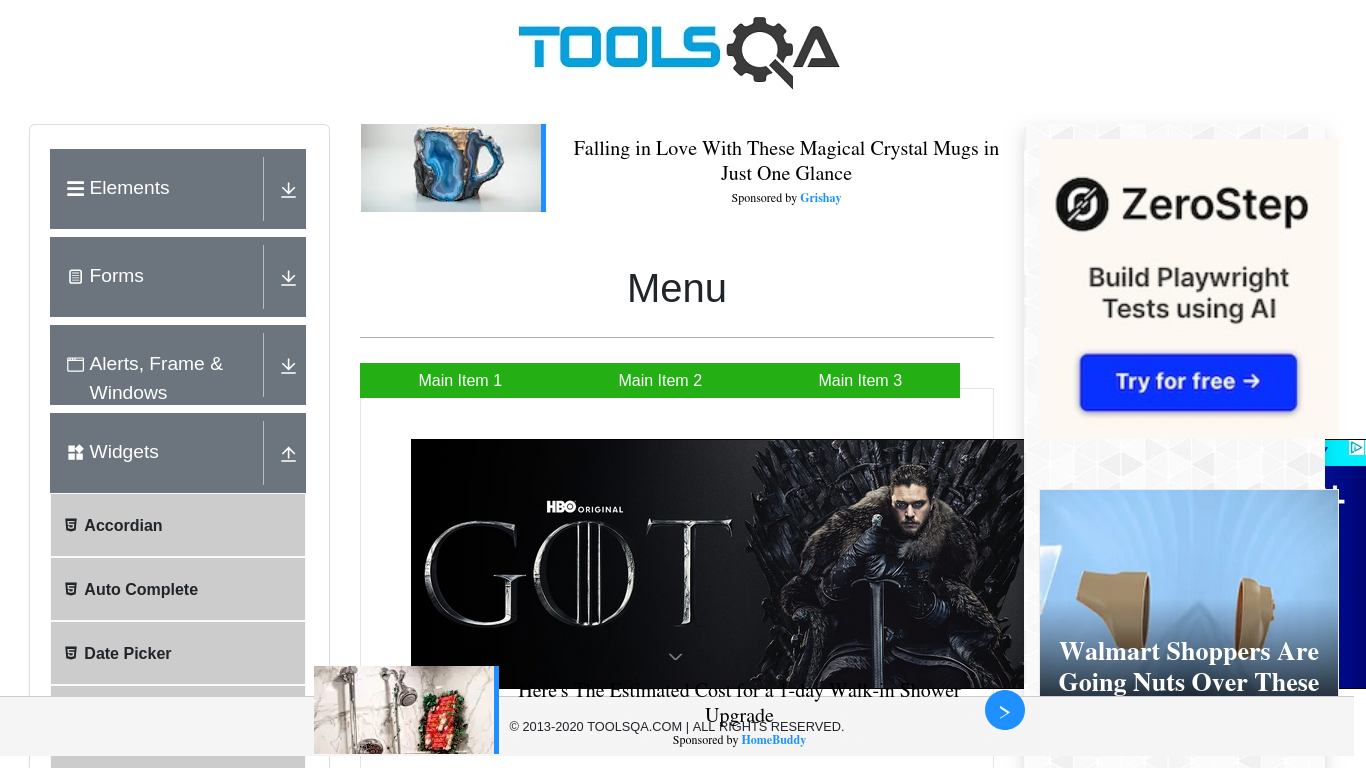 TOOLSQA
Elements
Forms
Alerts, Frame &
Windows
Widgets
Accordian
Auto Complete
Date Picker
Falling in Love With These Magical Crystal Mugs in
Just One Glance
Sponsored by Grishay
Menu
Main Item 1
Main Item 2
Main Item 3
HBO ORIGINAL
GOT
ZeroStep
Build Playwright
Tests using AI
Try for free →
Walmart Shoppers Are
Going Nuts Over These
Here's The Estimated Cost for a 1-day Walk-in Shower
Upgrade
Sponsored by HomeBuddy
© 2013-2020 TOOLSQA.COM | ALL RIGHTS RESERVED.